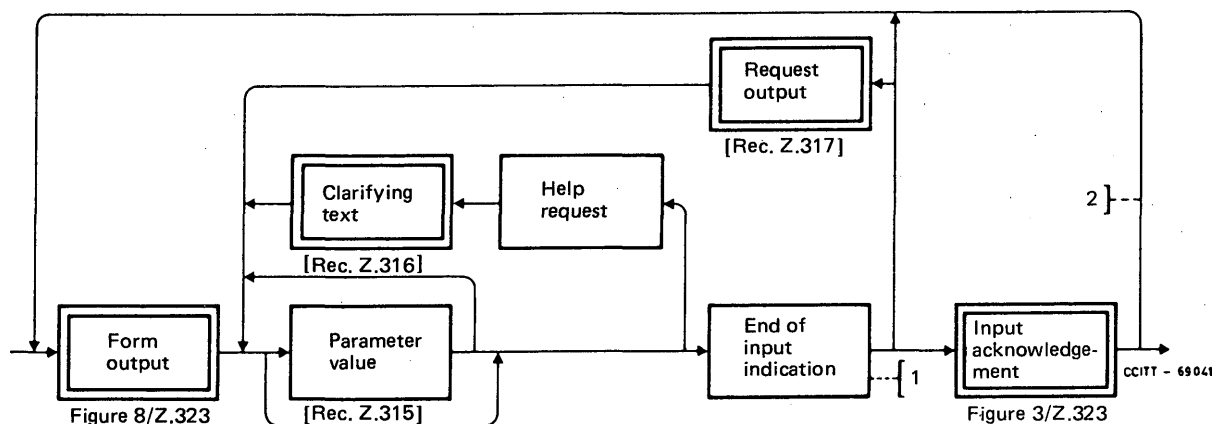 Request
output
[Rec. Z.317]
Clarifying
text
[Rec. Z.316]
Help
request
2
Form
output
Figure 8/Z.323
Parameter
value
[Rec. Z.315]
End of
input
indication
1
Input
acknowledge-
ment
Figure 3/Z.323
CCITT - 69041